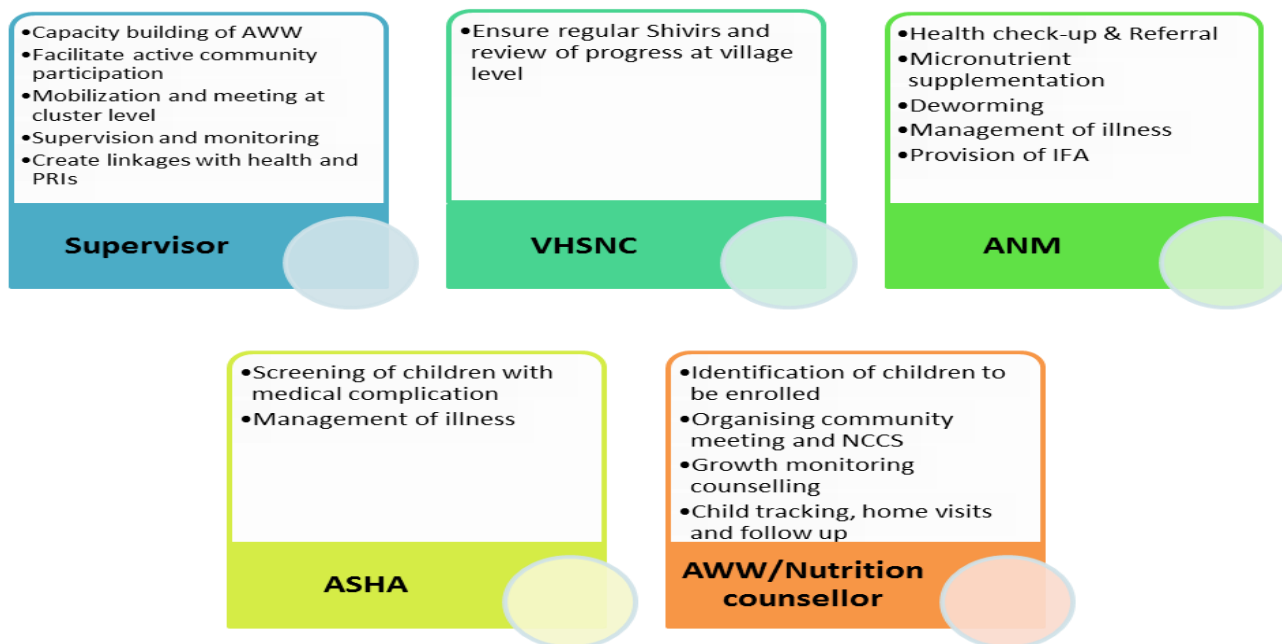 •Capacity building of AWW
•Facilitate active community
participation
•Mobilization and meeting at
cluster level
•Supervision and monitoring
•Create linkages with health and
PRIs
Supervisor
•Ensure regular Shivirs and
review of progress at village
level
VHSNC
•Health check-up & Referral
•Micronutrient
supplementation
•Deworming
•Management of illness
•Provision of IFA
ANM
•Screening of children with
medical complication
•Management of illness
ASHA
•Identification of children to
be enrolled
•Organising community
meeting and NCCS
•Growth monitoring
counselling
•Child tracking, home visits
and follow up
AWW/Nutrition
counsellor